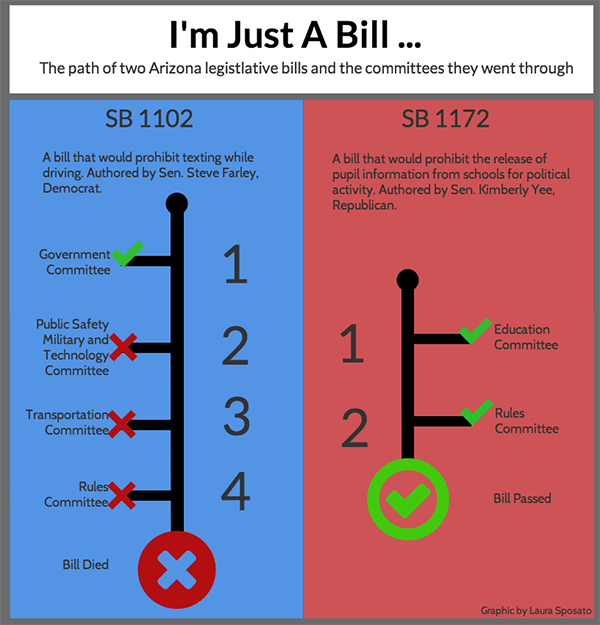 I'm Just A Bill ...
The path of two Arizona legistlative bills and the committees they went through
SB 1102
A bill that would prohibit texting while
driving. Authored by Sen. Steve Farley,
Democrat.
Government
Committee
1
Public Safety
Military and
Technology
Committee
2
Transportation
Committee
3
Rules
Committee
4
Bill Died
SB 1172
A bill that would prohibit the release of
pupil information from schools for political
activity. Authored by Sen. Kimberly Yee,
Republican.
1
Education
Committee
2
Rules
Committee
Bill Passed
Graphic by Laura Sposato